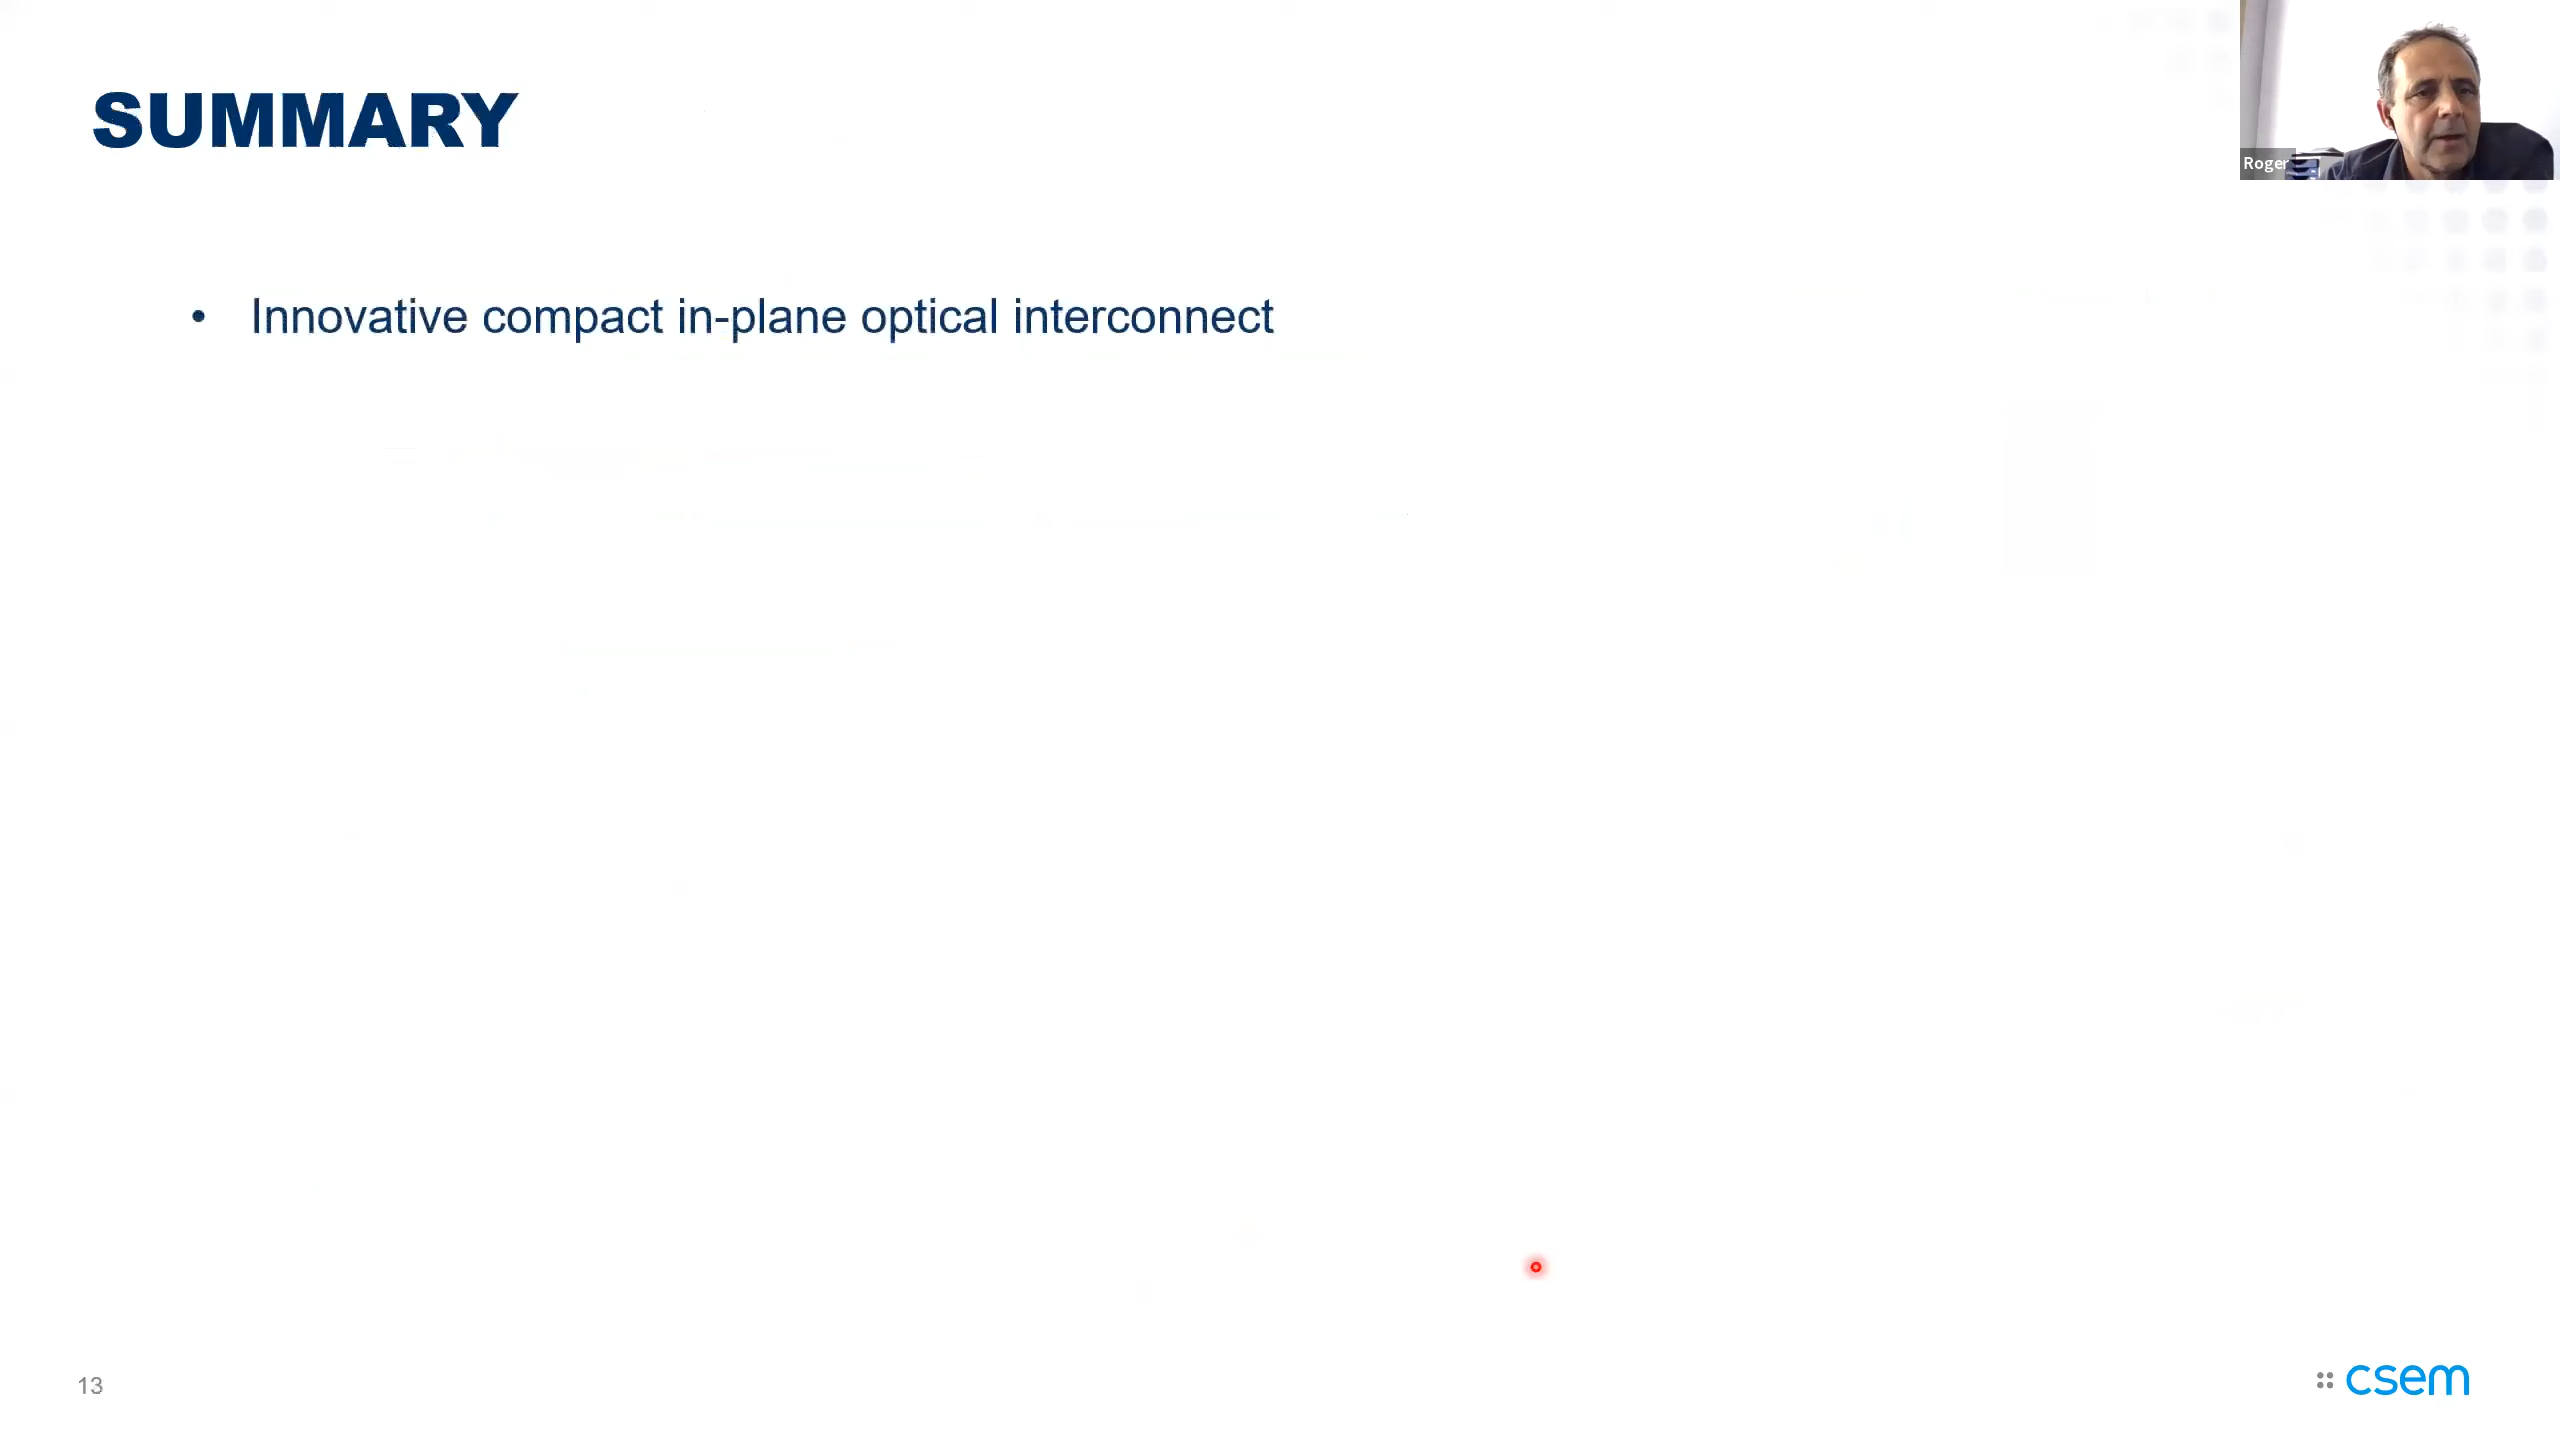 SUMMARY
Roger
• Innovative compact in-plane optical interconnect
13
csem